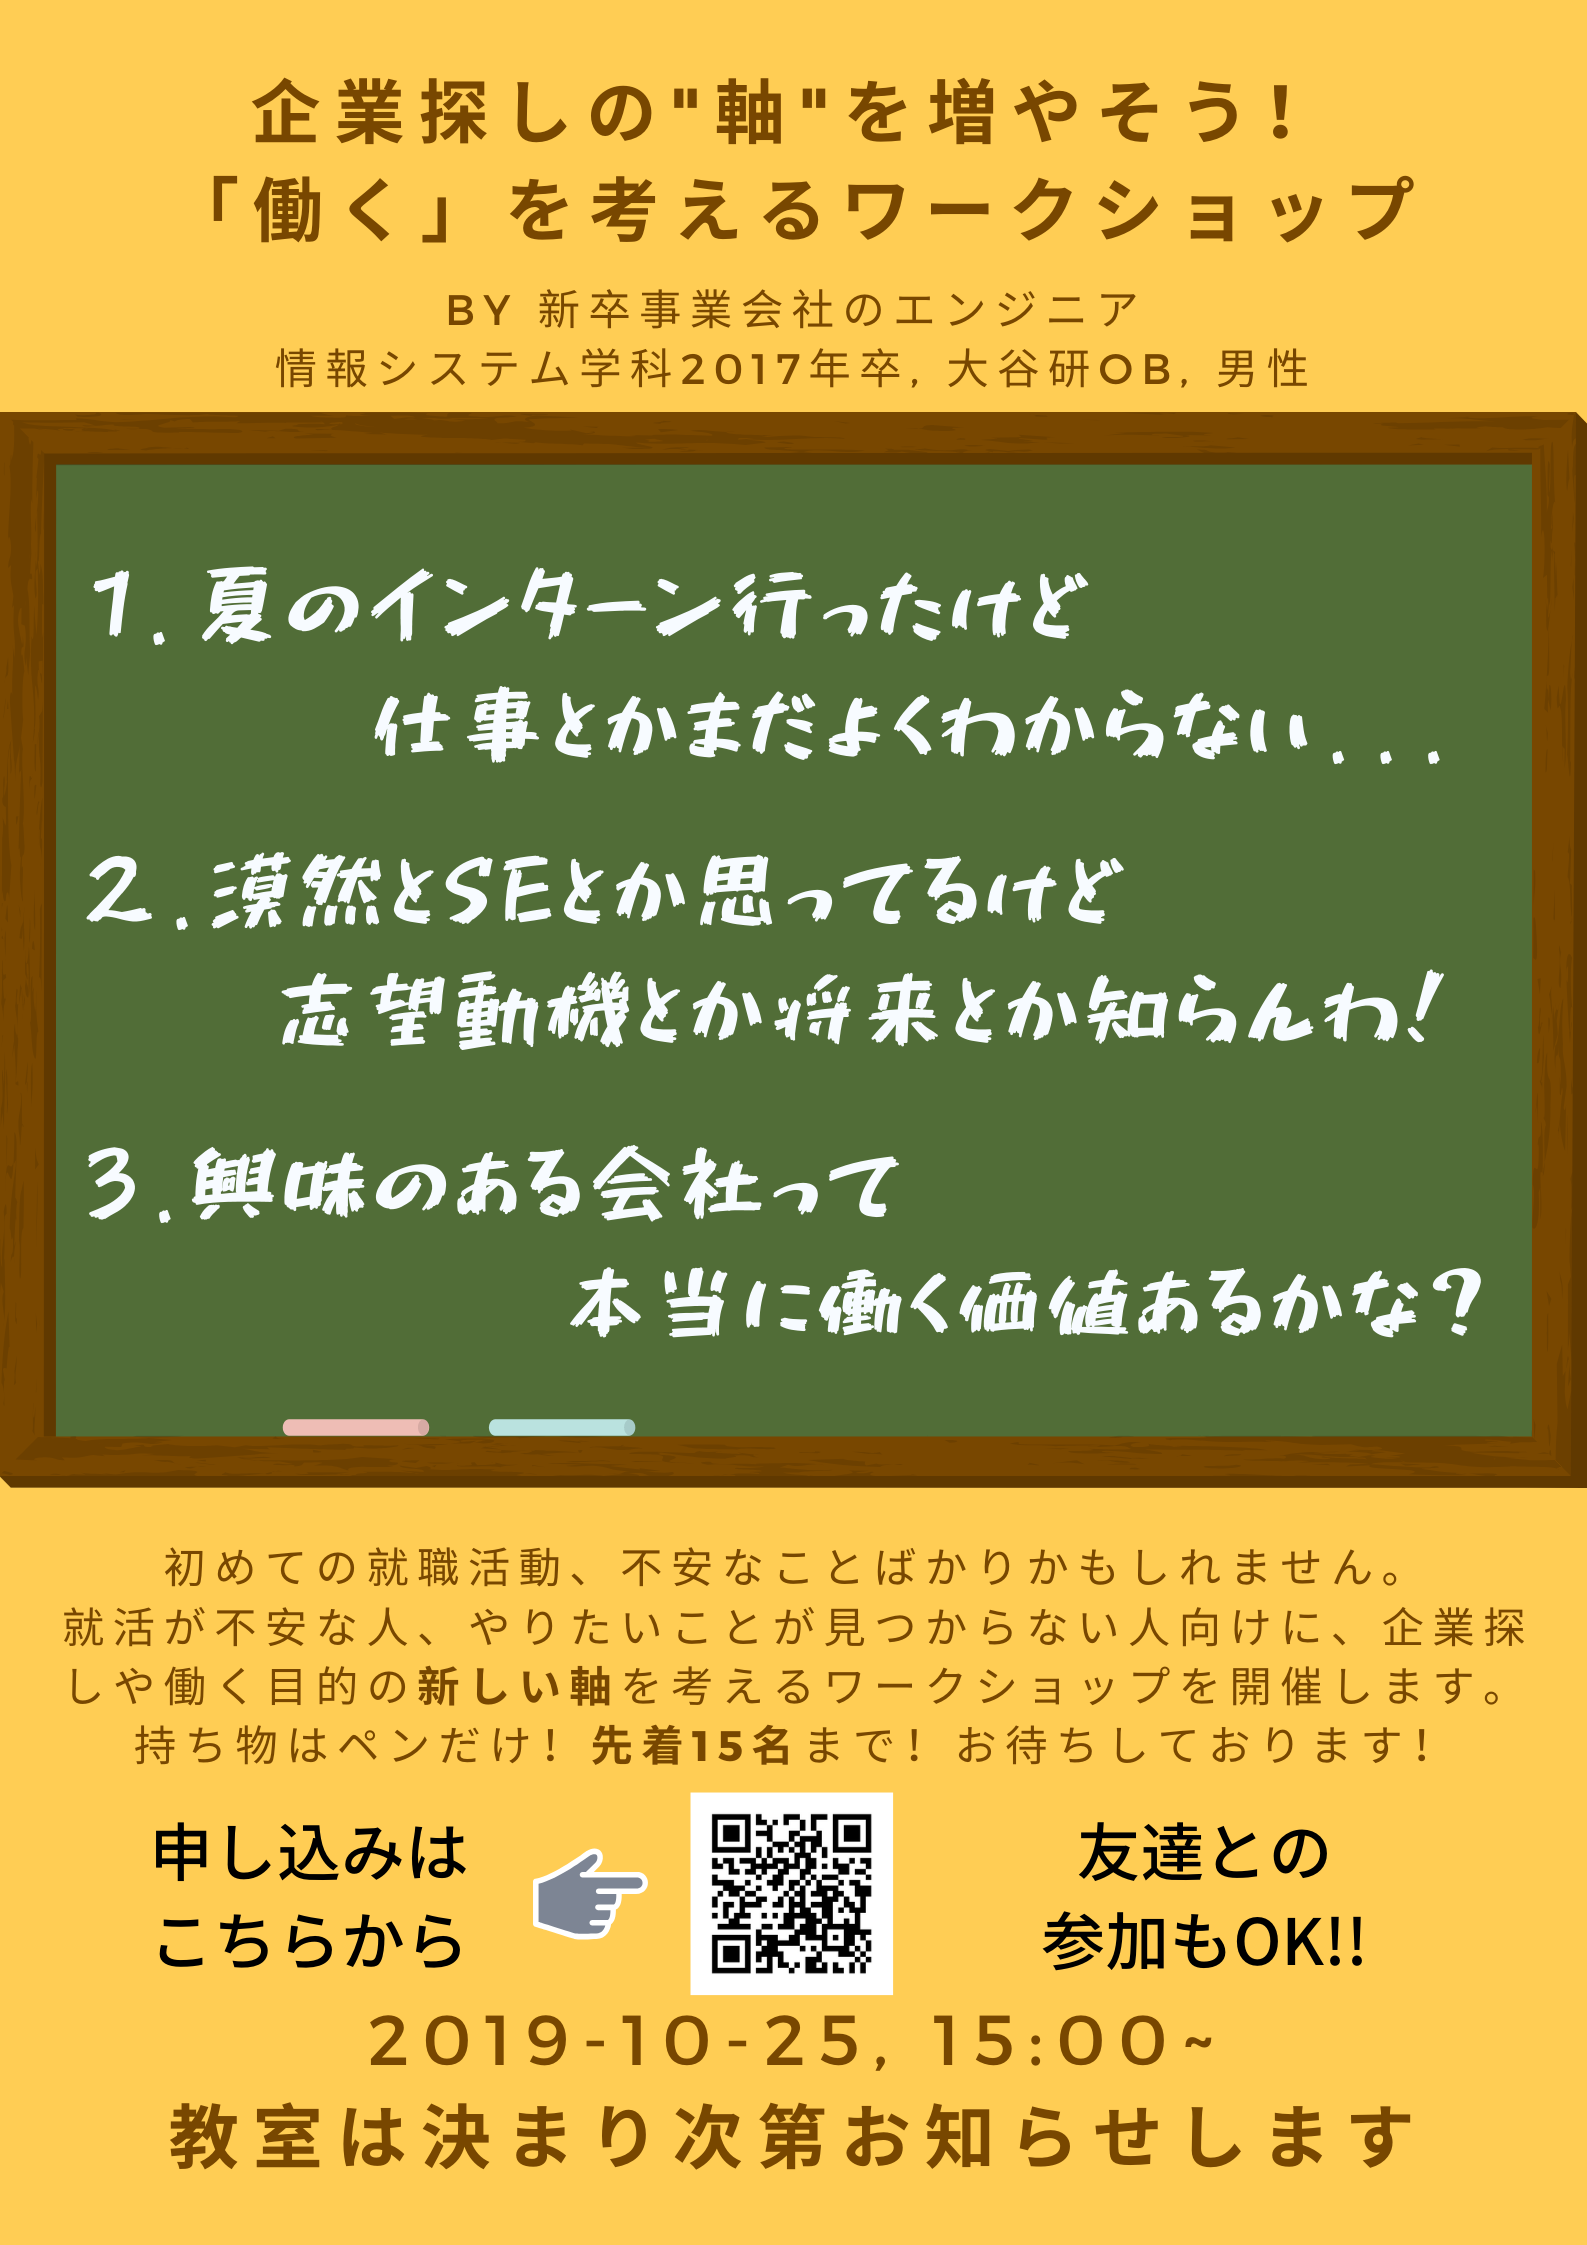 企業探しの"軸"を増やそう!
「働く」を考えるワークショップ
BY 新卒事業会社のエンジニア
情報システム学科2017年卒, 大谷研OB, 男性
1.夏のインターン行ったけど
仕事とかまだよくわからない...
2.漠然とSEとか思ってるけど
志望動機とか将来とか知らんわ!
3.興味のある会社って
本当に働く価値あるかな?
初めての就職活動、不安なことばかりかもしれません。
就活が不安な人、やりたいことが見つからない人向けに、企業探
しや働く目的の新しい軸を考えるワークショップを開催します。
持ち物はペンだけ! 先着15名まで! お待ちしております!
申し込みは
こちらから
友達との
参加もOK!!
2019-10-25, 15:00~
教室は決まり次第お知らせします